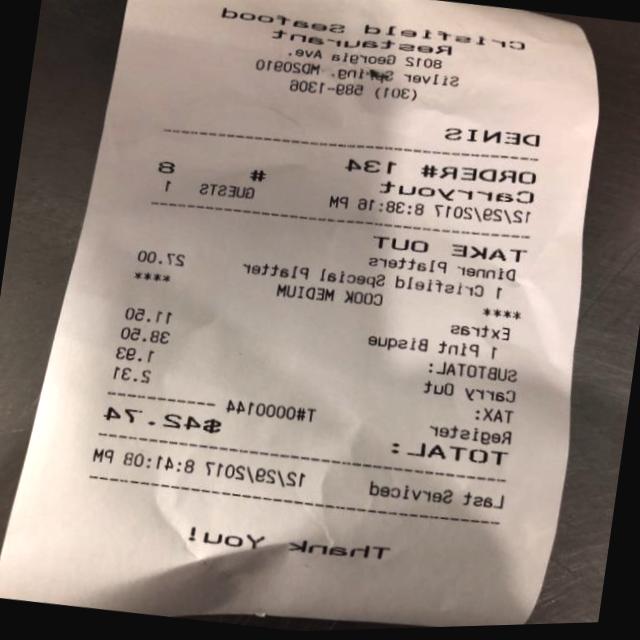 Crisfield Seafood
Restaurant
8012 Georgia Ave.
Silver Spring, MD20910
(301) 589-1306
DENIS
ORDER# 134 # 8
Carryout GUESTS 1
12/29/2017 8:38:16 PM
TAKE OUT
Dinner Platters
1 Crisfield Special Platter 27.00
COOK MEDIUM
**** ****
Extras
1 Pint Bisque 11.50
SUBTOTAL: 38.50
Carry Out 1.93
TAX: 2.31
Register T#0000144
TOTAL: $42.74
Last Serviced 12/29/2017 8:41:08 PM
Thank You!